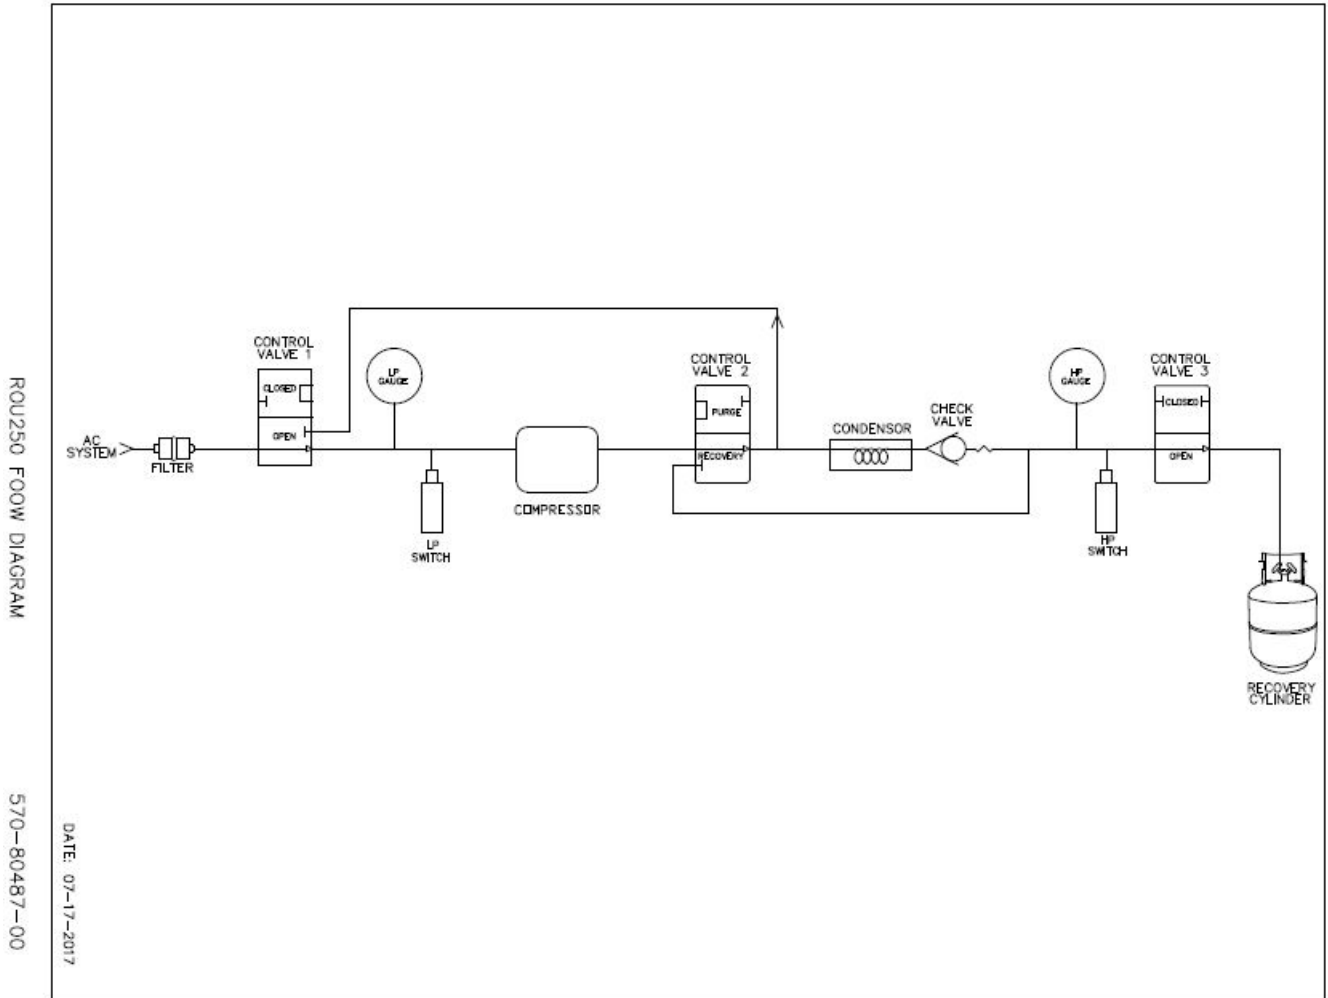 CONTROL
VALVE 1
CLOSED
OPEN
AC
SYSTEM
FILTER
LP
GAUGE
LP
SWITCH
COMPRESSOR
CONTROL
VALVE 2
PURGE
RECOVERY
CONDENSOR
CHECK
VALVE
HP
GAUGE
HP
SWITCH
CONTROL
VALVE 3
CLOSED
OPEN
RECOVERY
CYLINDER
ROU250 FOOW DIAGRAM
570-80487-00
DATE: 07-17-2017